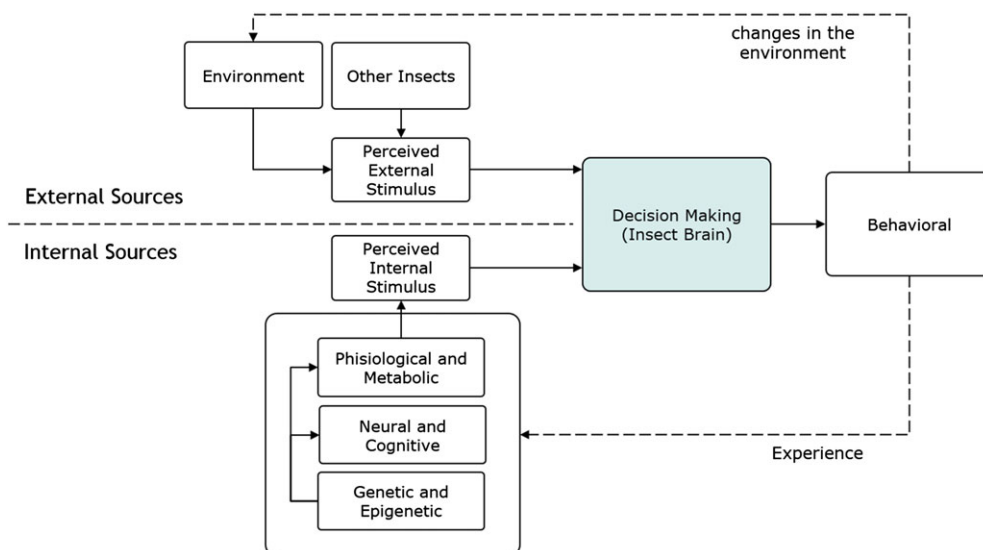 changes in the
environment
Environment
Other Insects
Perceived
External
Stimulus
External Sources
Decision Making
(Insect Brain)
Behavioral
Internal Sources
Perceived
Internal
Stimulus
Phisiological and
Metabolic
Neural and
Cognitive
Experience
Genetic and
Epigenetic